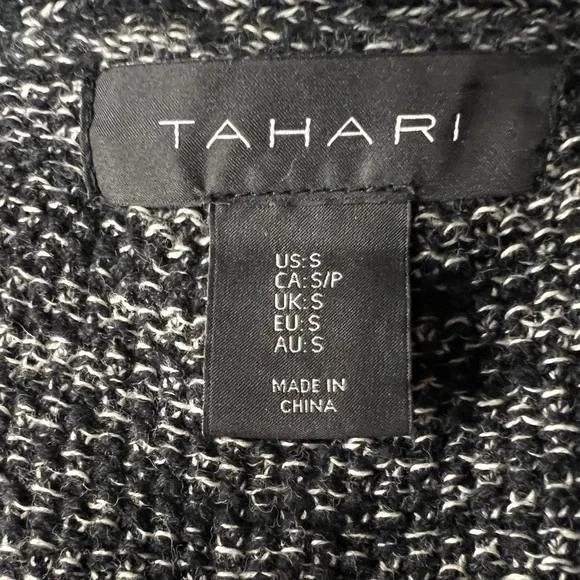 TAHARI
US: S
CA: S/P
UK: S
EU: S
AU: S
MADE IN
CHINA